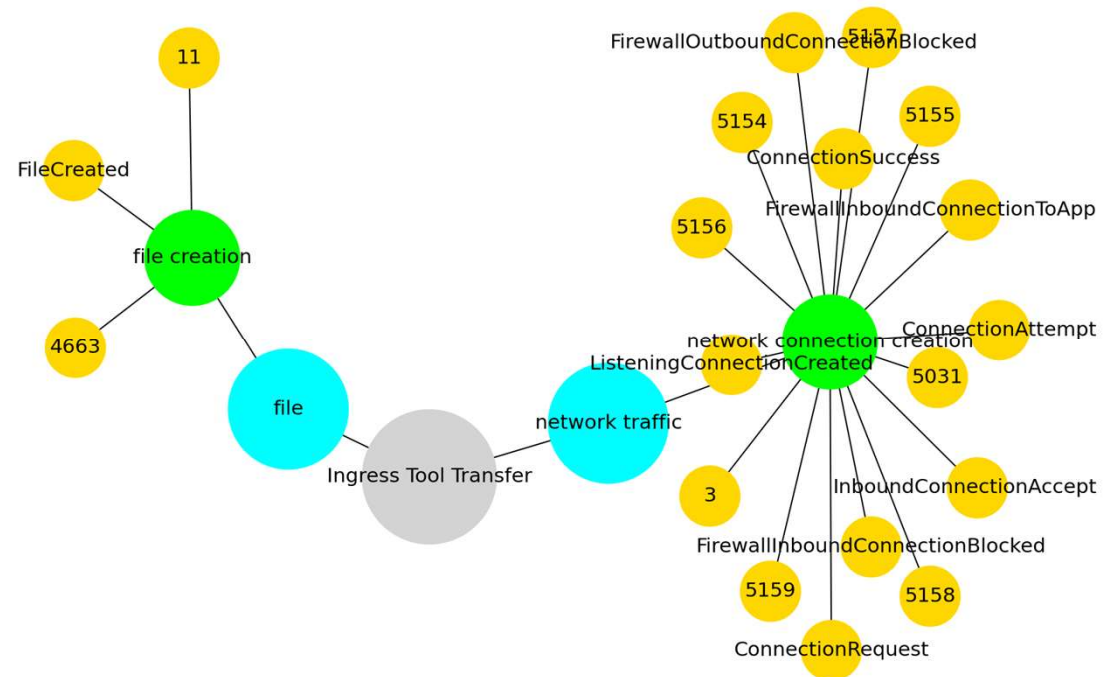 11
FileCreated
file creation
4663
file
Ingress Tool Transfer
network traffic
FirewallOutboundConnectionBlocked
5157
5154
5155
ConnectionSuccess
FirewallInboundConnectionToApp
5156
ConnectionAttempt
network connection creation
ListeningConnectionCreated
5031
3
InboundConnectionAccept
FirewallInboundConnectionBlocked
5159
5158
ConnectionRequest